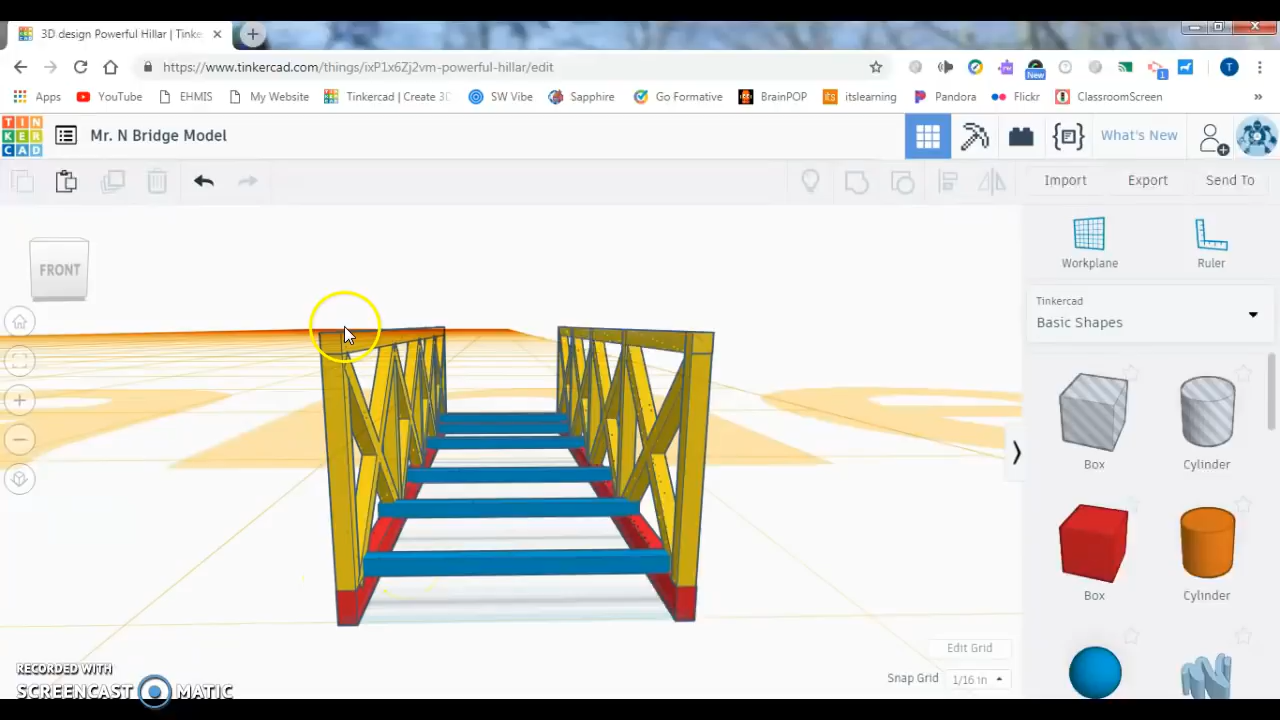 3D design Powerful Hillar | Tinke
https://www.tinkercad.com/things/ixP1x6Zj2vm-powerful-hillar/edit
New
1
T
Apps YouTube EHMIS My Website Tinkercad | Create 3D SW Vibe Sapphire Go Formative BrainPOP its itslearning Pandora Flickr ClassroomScreen »
TIN
KER
CAD
Mr. N Bridge Model
What's New
Import Export Send To
FRONT
Workplane Ruler
Tinkercad
Basic Shapes
Box Cylinder
Box Cylinder
Edit Grid
Snap Grid 1/16 in
RECORDED WITH
SCREENCAST MATIC